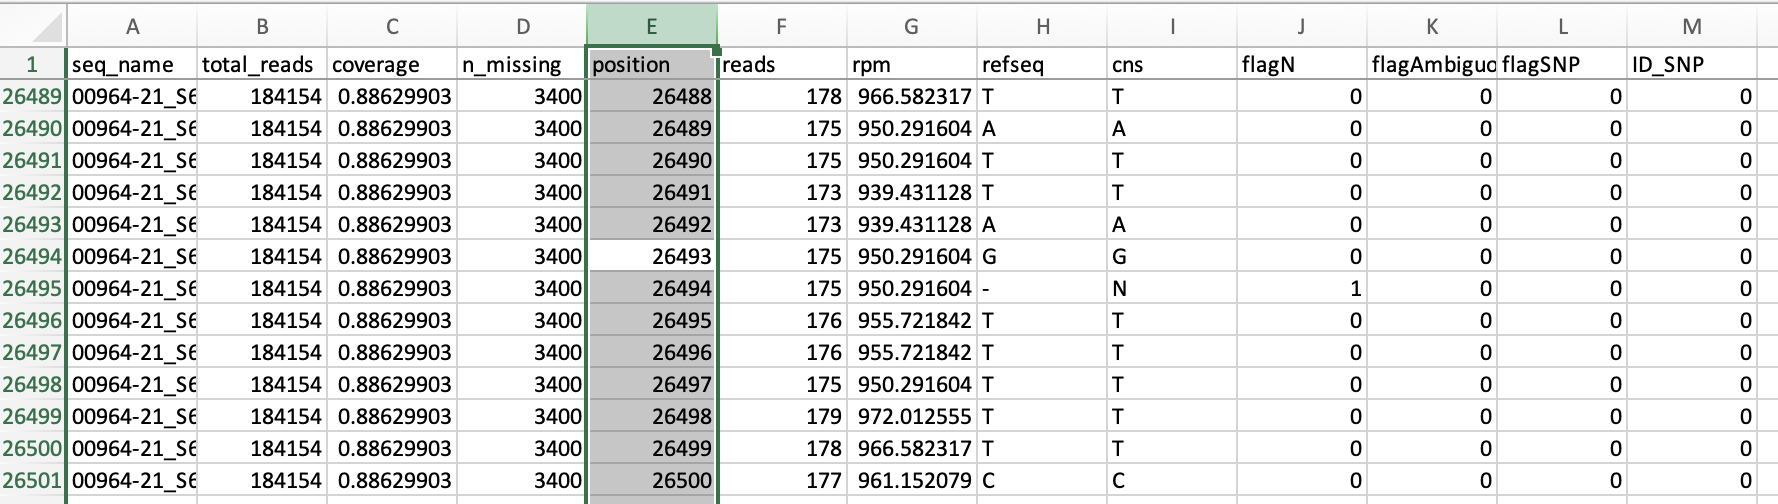 A B C D E F G H I J K L M
1 seq_name total_reads coverage n_missing position reads rpm refseq cns flagN flagAmbiguo flagSNP ID_SNP
26489 00964-21_S6 184154 0.88629903 3400 26488 178 966.582317 T T 0 0 0 0
26490 00964-21_S6 184154 0.88629903 3400 26489 175 950.291604 A A 0 0 0 0
26491 00964-21_S6 184154 0.88629903 3400 26490 175 950.291604 T T 0 0 0 0
26492 00964-21_S6 184154 0.88629903 3400 26491 173 939.431128 T T 0 0 0 0
26493 00964-21_S6 184154 0.88629903 3400 26492 173 939.431128 A A 0 0 0 0
26494 00964-21_S6 184154 0.88629903 3400 26493 175 950.291604 G G 0 0 0 0
26495 00964-21_S6 184154 0.88629903 3400 26494 175 950.291604 - N 1 0 0 0
26496 00964-21_S6 184154 0.88629903 3400 26495 176 955.721842 T T 0 0 0 0
26497 00964-21_S6 184154 0.88629903 3400 26496 176 955.721842 T T 0 0 0 0
26498 00964-21_S6 184154 0.88629903 3400 26497 175 950.291604 T T 0 0 0 0
26499 00964-21_S6 184154 0.88629903 3400 26498 179 972.012555 T T 0 0 0 0
26500 00964-21_S6 184154 0.88629903 3400 26499 178 966.582317 T T 0 0 0 0
26501 00964-21_S6 184154 0.88629903 3400 26500 177 961.152079 C C 0 0 0 0